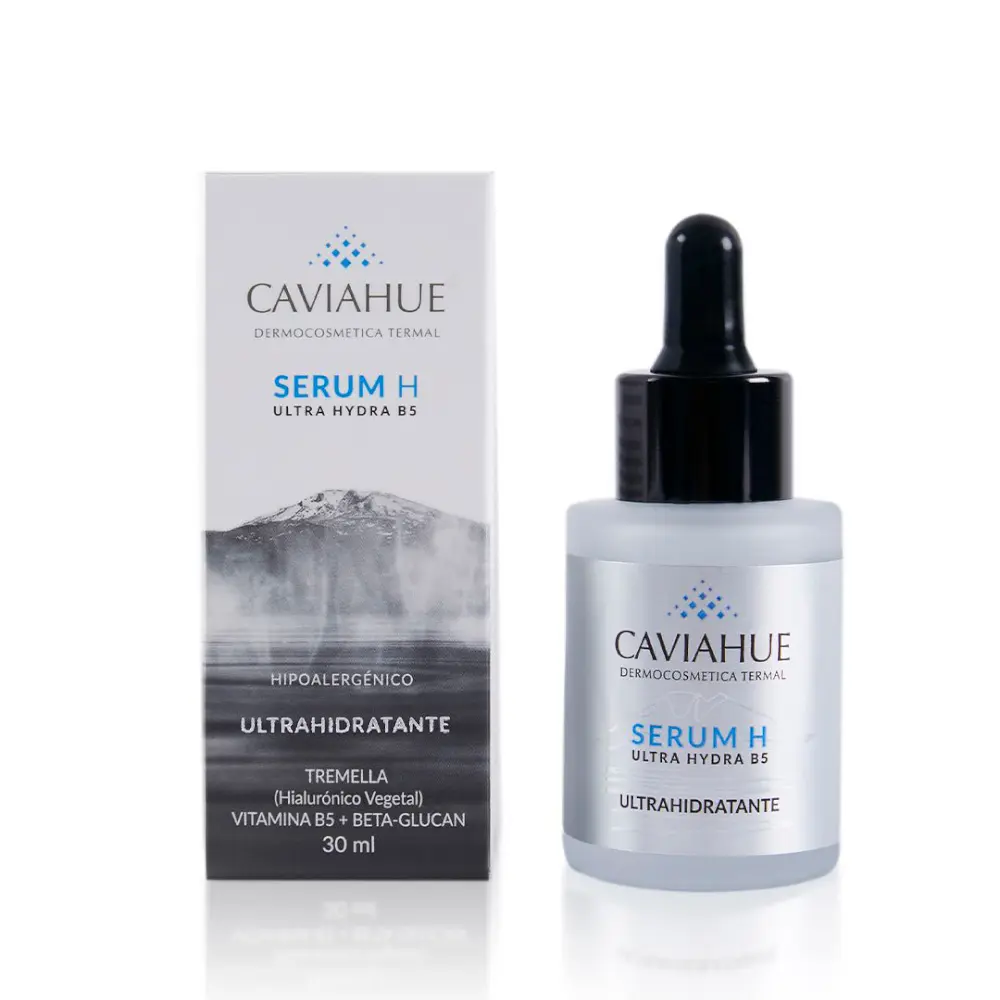 CAVIAHUE
DERMOCOSMETICA TERMAL
SERUM H
ULTRA HYDRA B5
HIPOALERGÉNICO
ULTRAHIDRATANTE
TREMELLA
(Hialurónico Vegetal)
VITAMINA B5 + BETA-GLUCAN
30 ml
CAVIAHUE
DERMOCOSMETICA TERMAL
SERUM H
ULTRA HYDRA B5
ULTRAHIDRATANTE